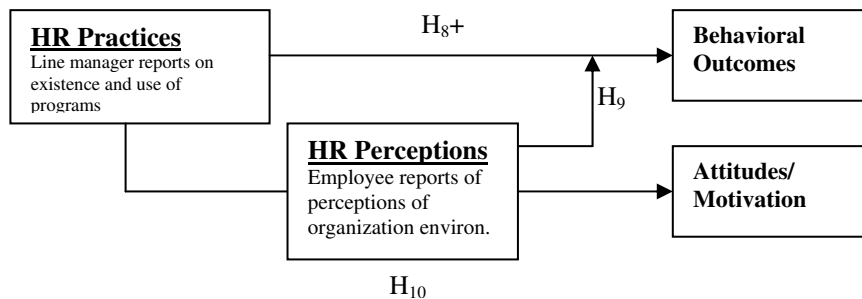 HR Practices
Line manager reports on
existence and use of
programs
H8+
Behavioral
Outcomes
H9
HR Perceptions
Employee reports of
perceptions of
organization environ.
Attitudes/
Motivation
H10